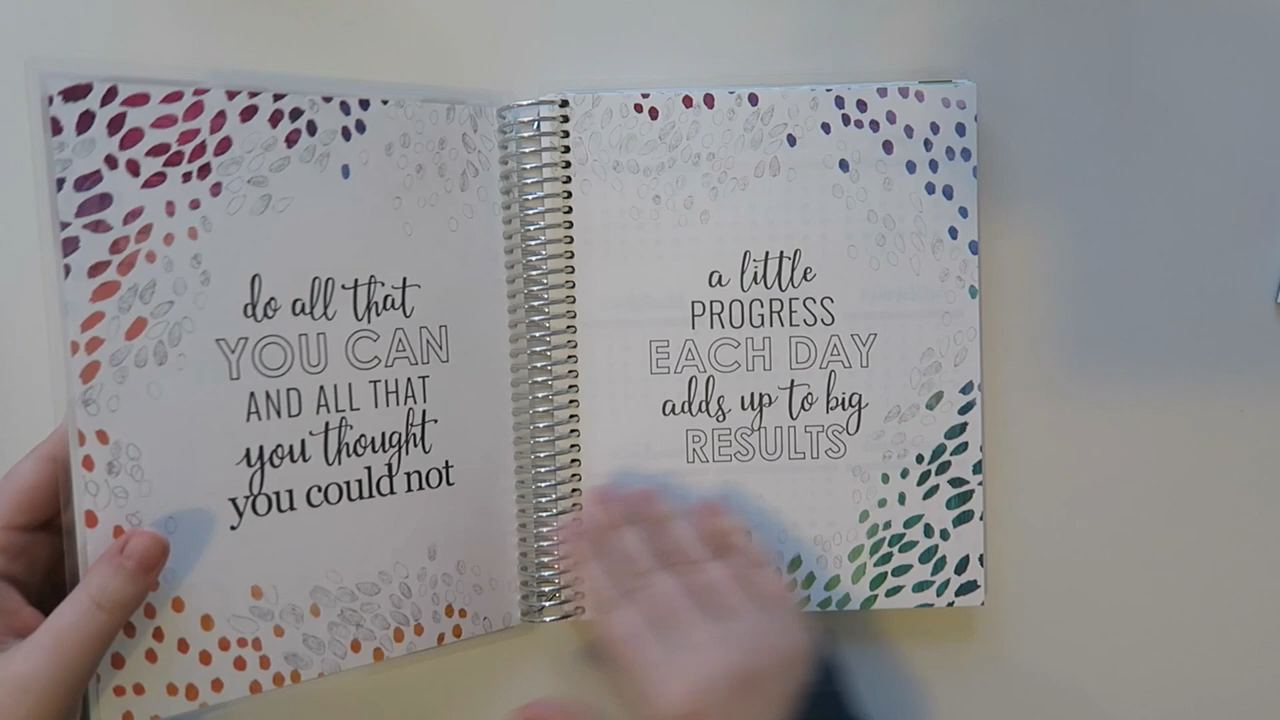 do all that
YOU CAN
AND ALL THAT
you thought
you could not
a little
PROGRESS
EACH DAY
adds up to big
RESULTS